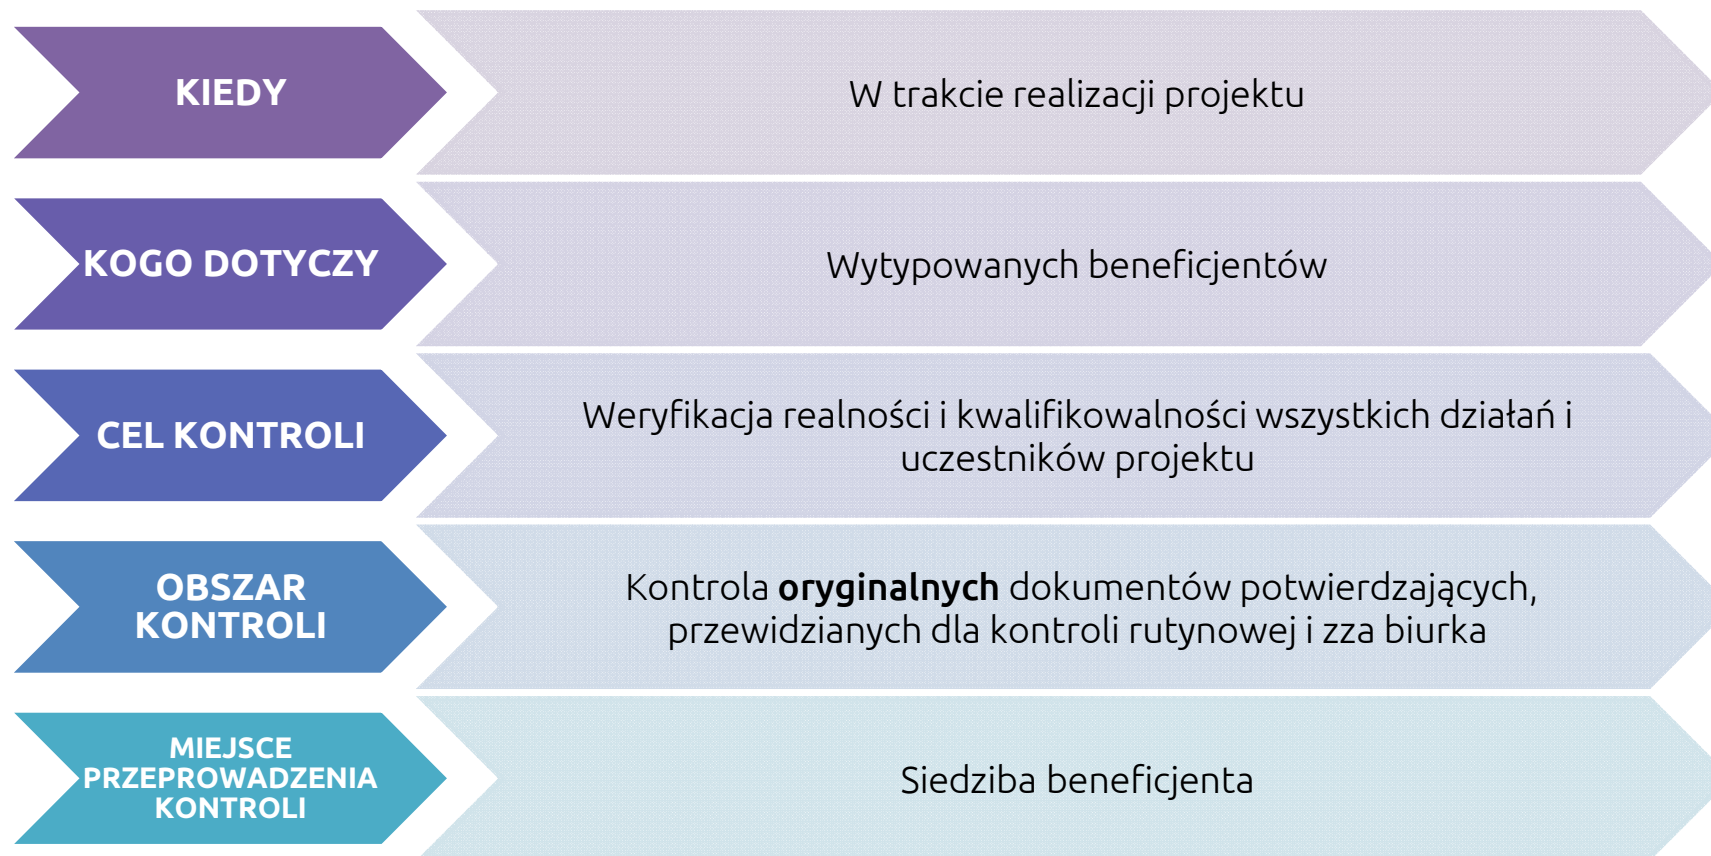 KIEDY
W trakcie realizacji projektu
KOGO DOTYCZY
Wytypowanych beneficjentów
CEL KONTROLI
Weryfikacja realności i kwalifikowalności wszystkich działań i
uczestników projektu
OBSZAR
KONTROLI
Kontrola oryginalnych dokumentów potwierdzających,
przewidzianych dla kontroli rutynowej i zza biurka
MIEJSCE
PRZEPROWADZENIA
KONTROLI
Siedziba beneficjenta